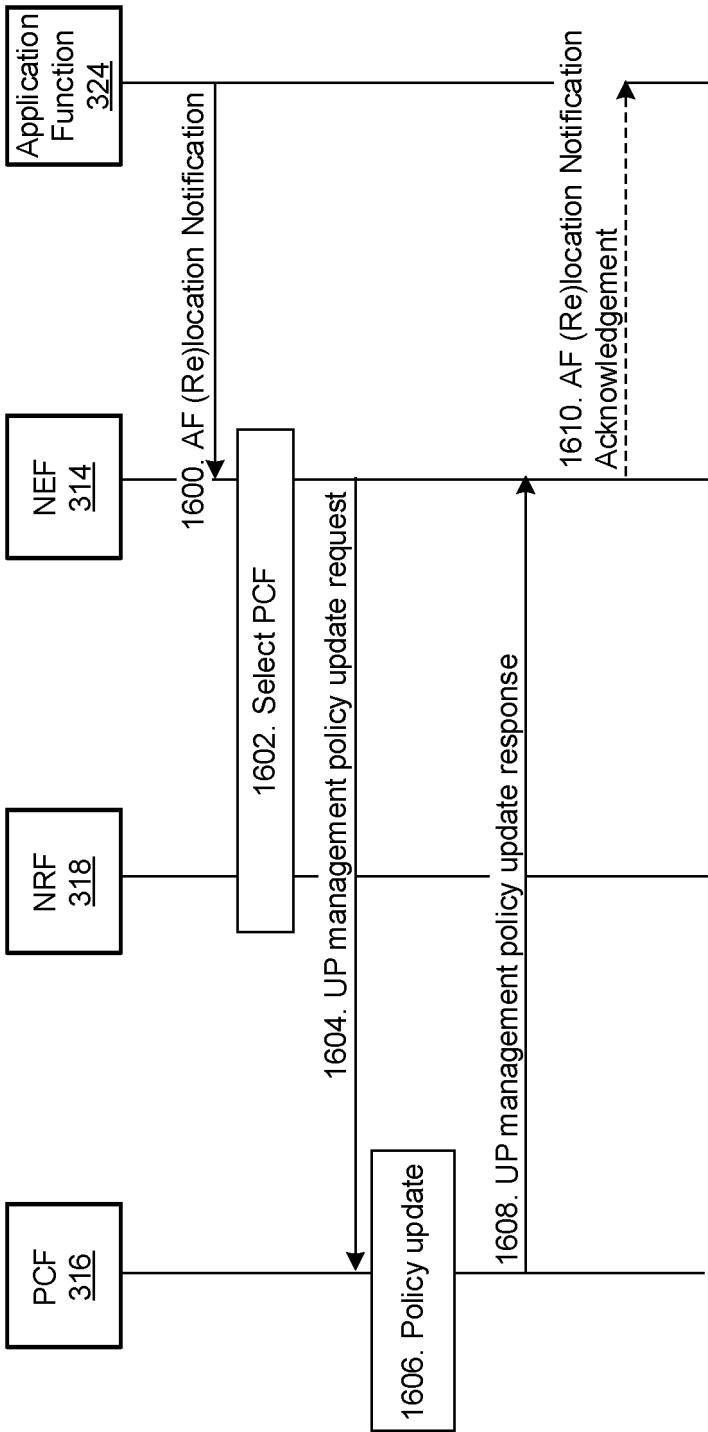 PCF
316
NRF
318
NEF
314
Application
Function
324
1600. AF (Re)location Notification
1602. Select PCF
1604. UP management policy update request
1606. Policy update
1608. UP management policy update response
1610. AF (Re)location Notification
Acknowledgement